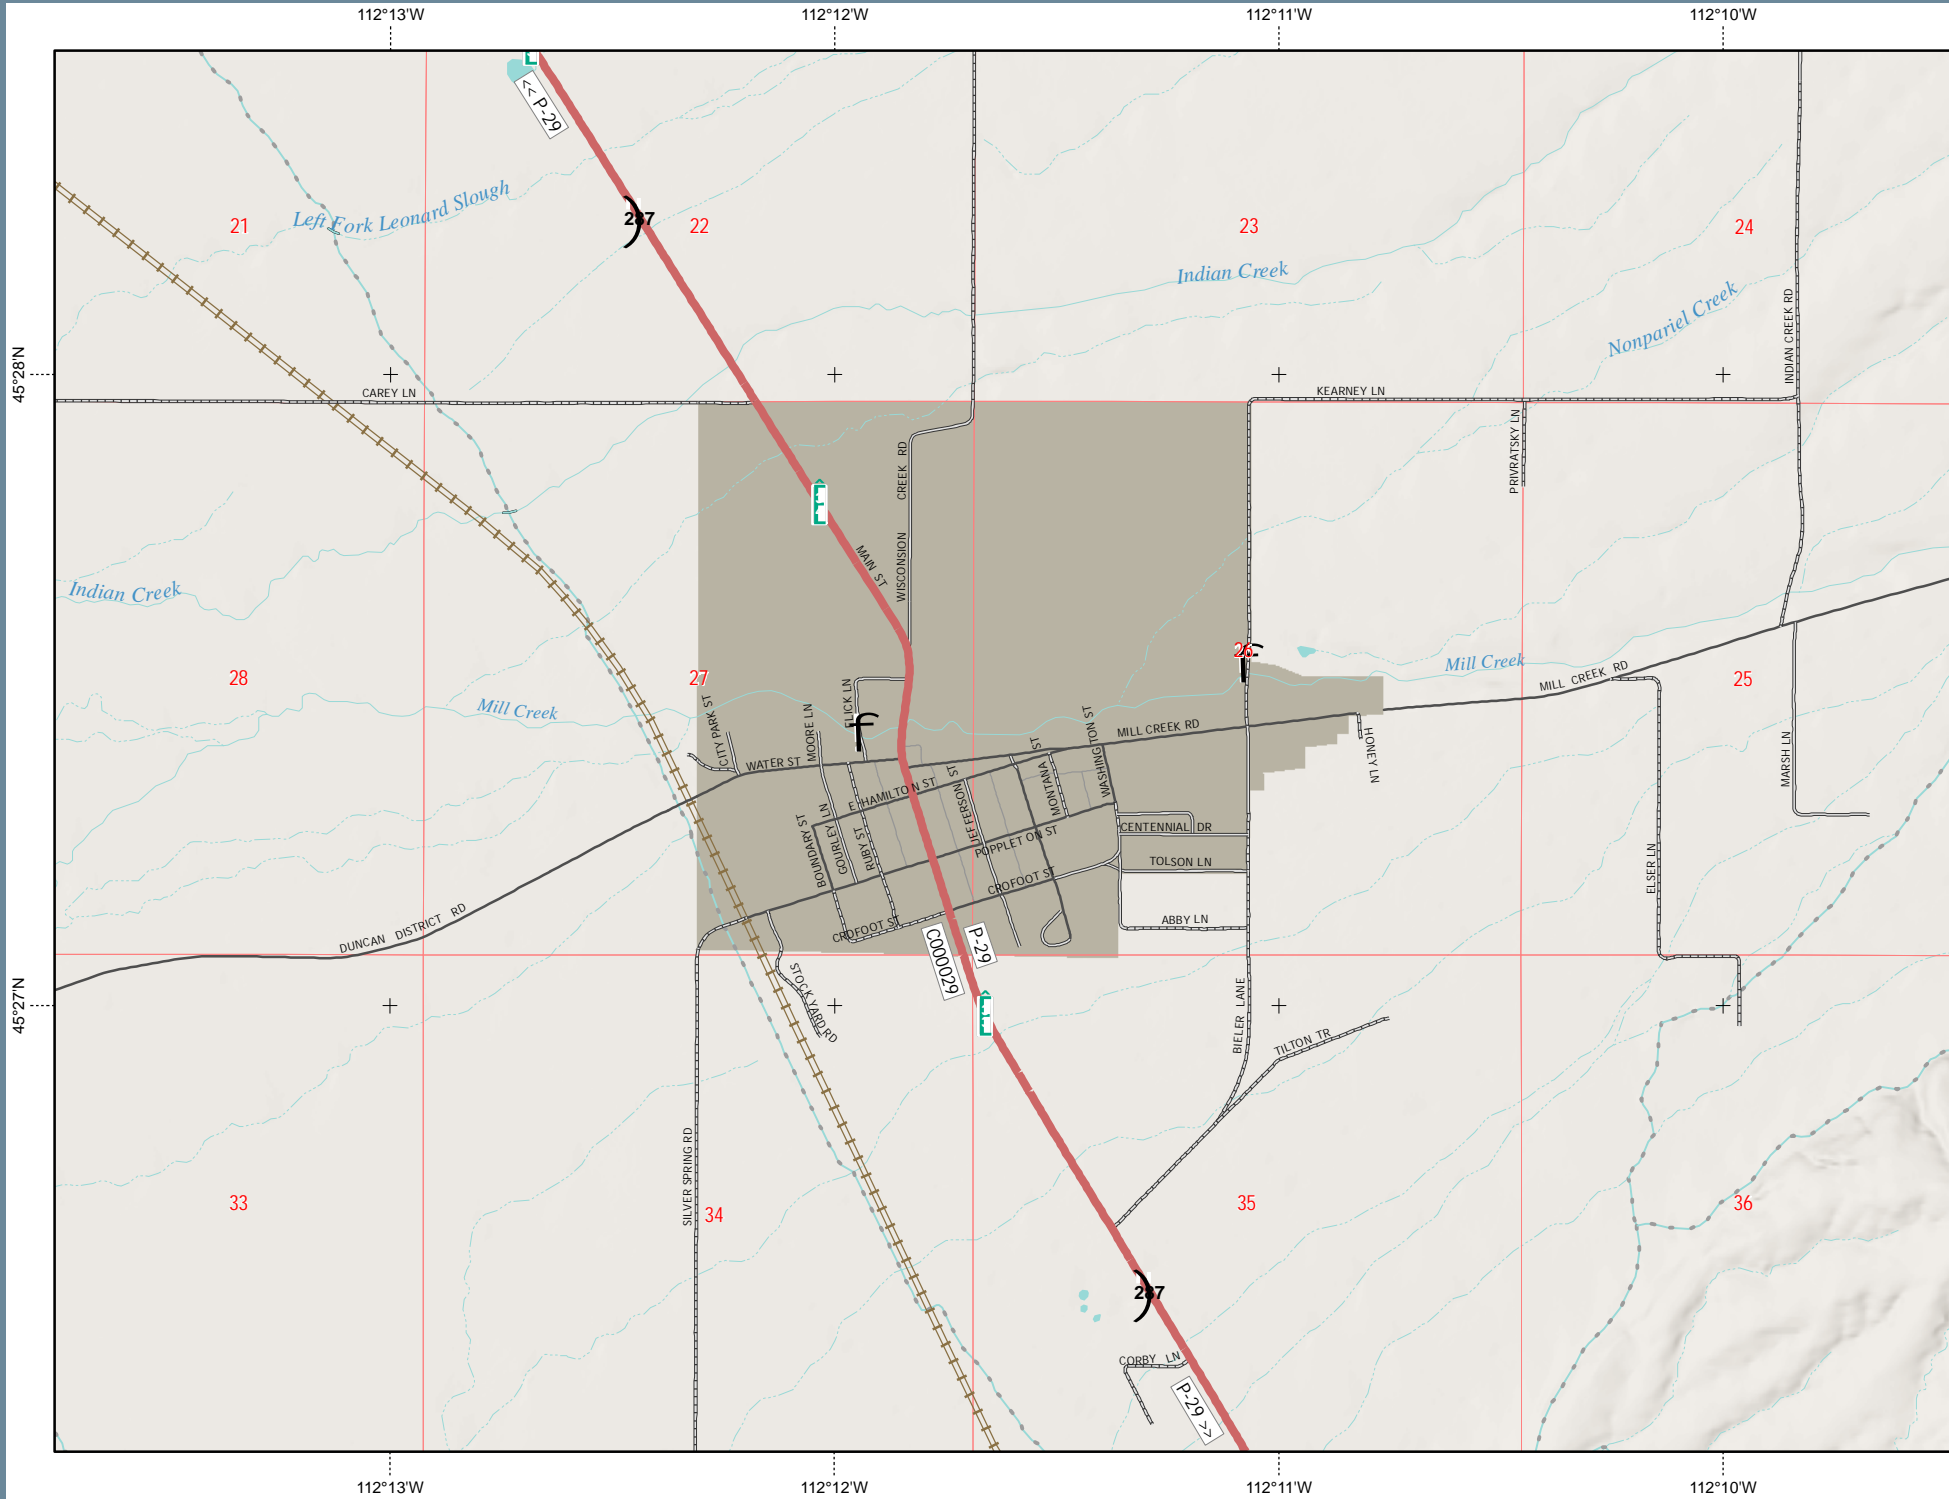 112°13'W
112°12'W
112°11'W
112°10'W
<< P-29
Left Fork Leonard Slough
21
287
22
23
24
Indian Creek
Nonpariel Creek
INDIAN CREEK RD
45°28'N
CAREY LN
KEARNEY LN
PRIVRATSKY LN
WISCONSION CREEK RD
MAIN ST
Indian Creek
28
27
26
25
Mill Creek
Mill Creek
MILL CREEK RD
CITY PARK ST
MOORE LN
FLICK LN
WATER ST
WASHINGTON ST
MILL CREEK RD
HONEY LN
MARSH LN
E HAMILTON ST
ST
MONTANA
JEFFERSON ST
BOUNDARY ST
GOURLEY LN
RUBY ST
POPPLETON ST
CENTENNIAL DR
TOLSON LN
ELSER LN
CROFOOT ST
ABBY LN
DUNCAN DISTRICT RD
CROFOOT ST
P-29
C000029
STOCK YARD RD
45°27'N
BIELER LANE
TILTON TR
SILVER SPRING RD
33
34
35
36
287
CORBY LN
P-29 >>
112°13'W
112°12'W
112°11'W
112°10'W